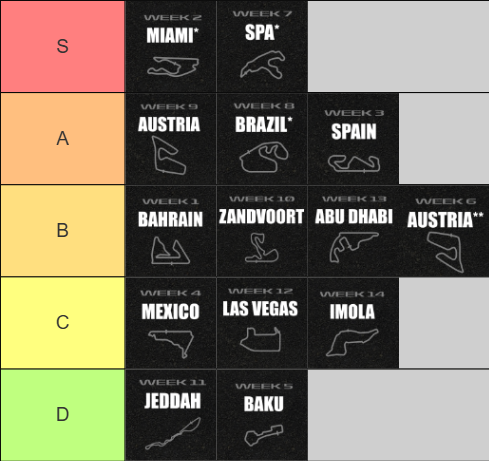 S
WEEK 2
MIAMI*
WEEK 7
SPA*
A
WEEK 9
AUSTRIA
WEEK 8
BRAZIL*
WEEK 3
SPAIN
B
WEEK 1
BAHRAIN
WEEK 10
ZANDVOORT
WEEK 13
ABU DHABI
WEEK 6
AUSTRIA**
C
WEEK 4
MEXICO
WEEK 12
LAS VEGAS
WEEK 14
IMOLA
D
WEEK 11
JEDDAH
WEEK 5
BAKU